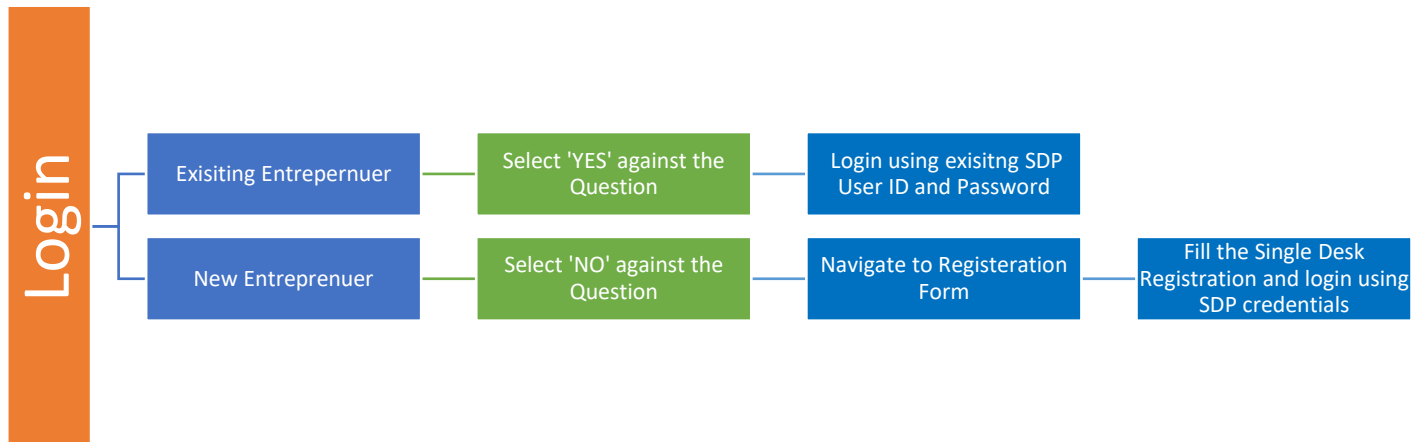 Login
Exisiting Entrepernuer
Select 'YES' against the
Question
Login using exisitng SDP
User ID and Password
New Entreprenuer
Select 'NO' against the
Question
Navigate to Registeration
Form
Fill the Single Desk
Registration and login using
SDP credentials